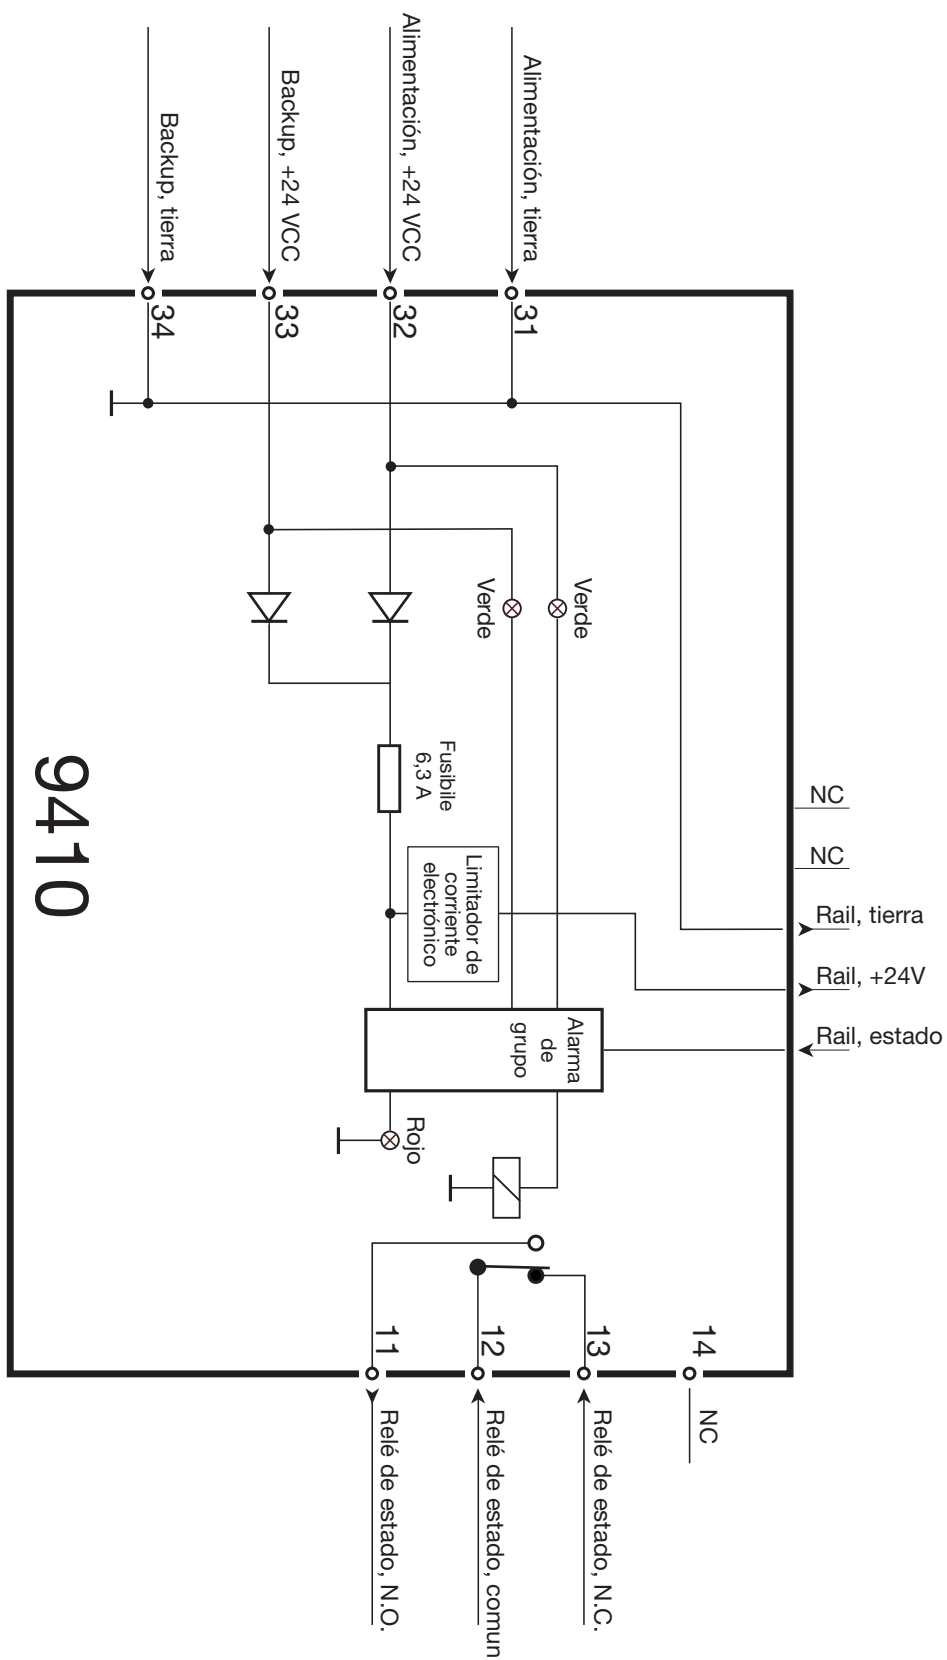 Alimentación, tierra
Alimentación, +24 VCC
Backup, +24 VCC
Backup, tierra
31
32
33
34
Verde
Verde
Fusibile
6,3 A
Limitador de
corriente
electrónico
Alarma
de
grupo
Rojo
9410
NC
NC
Rail, tierra
Rail, +24V
Rail, estado
14
13
12
11
NC
Relé de estado, N.C.
Relé de estado, comun
Relé de estado, N.O.